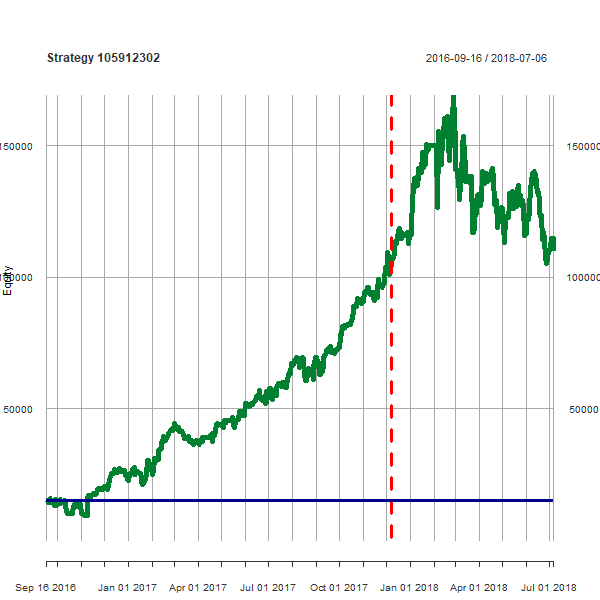 Strategy 105912302
2016-09-16 / 2018-07-06
150000
150000
Equity
100000
100000
50000
50000
Sep 16 2016
Jan 01 2017
Apr 01 2017
Jul 01 2017
Oct 01 2017
Jan 01 2018
Apr 01 2018
Jul 01 2018